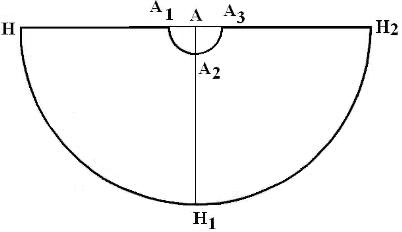 H A₁ A A₃ H₂
A₂
H₁